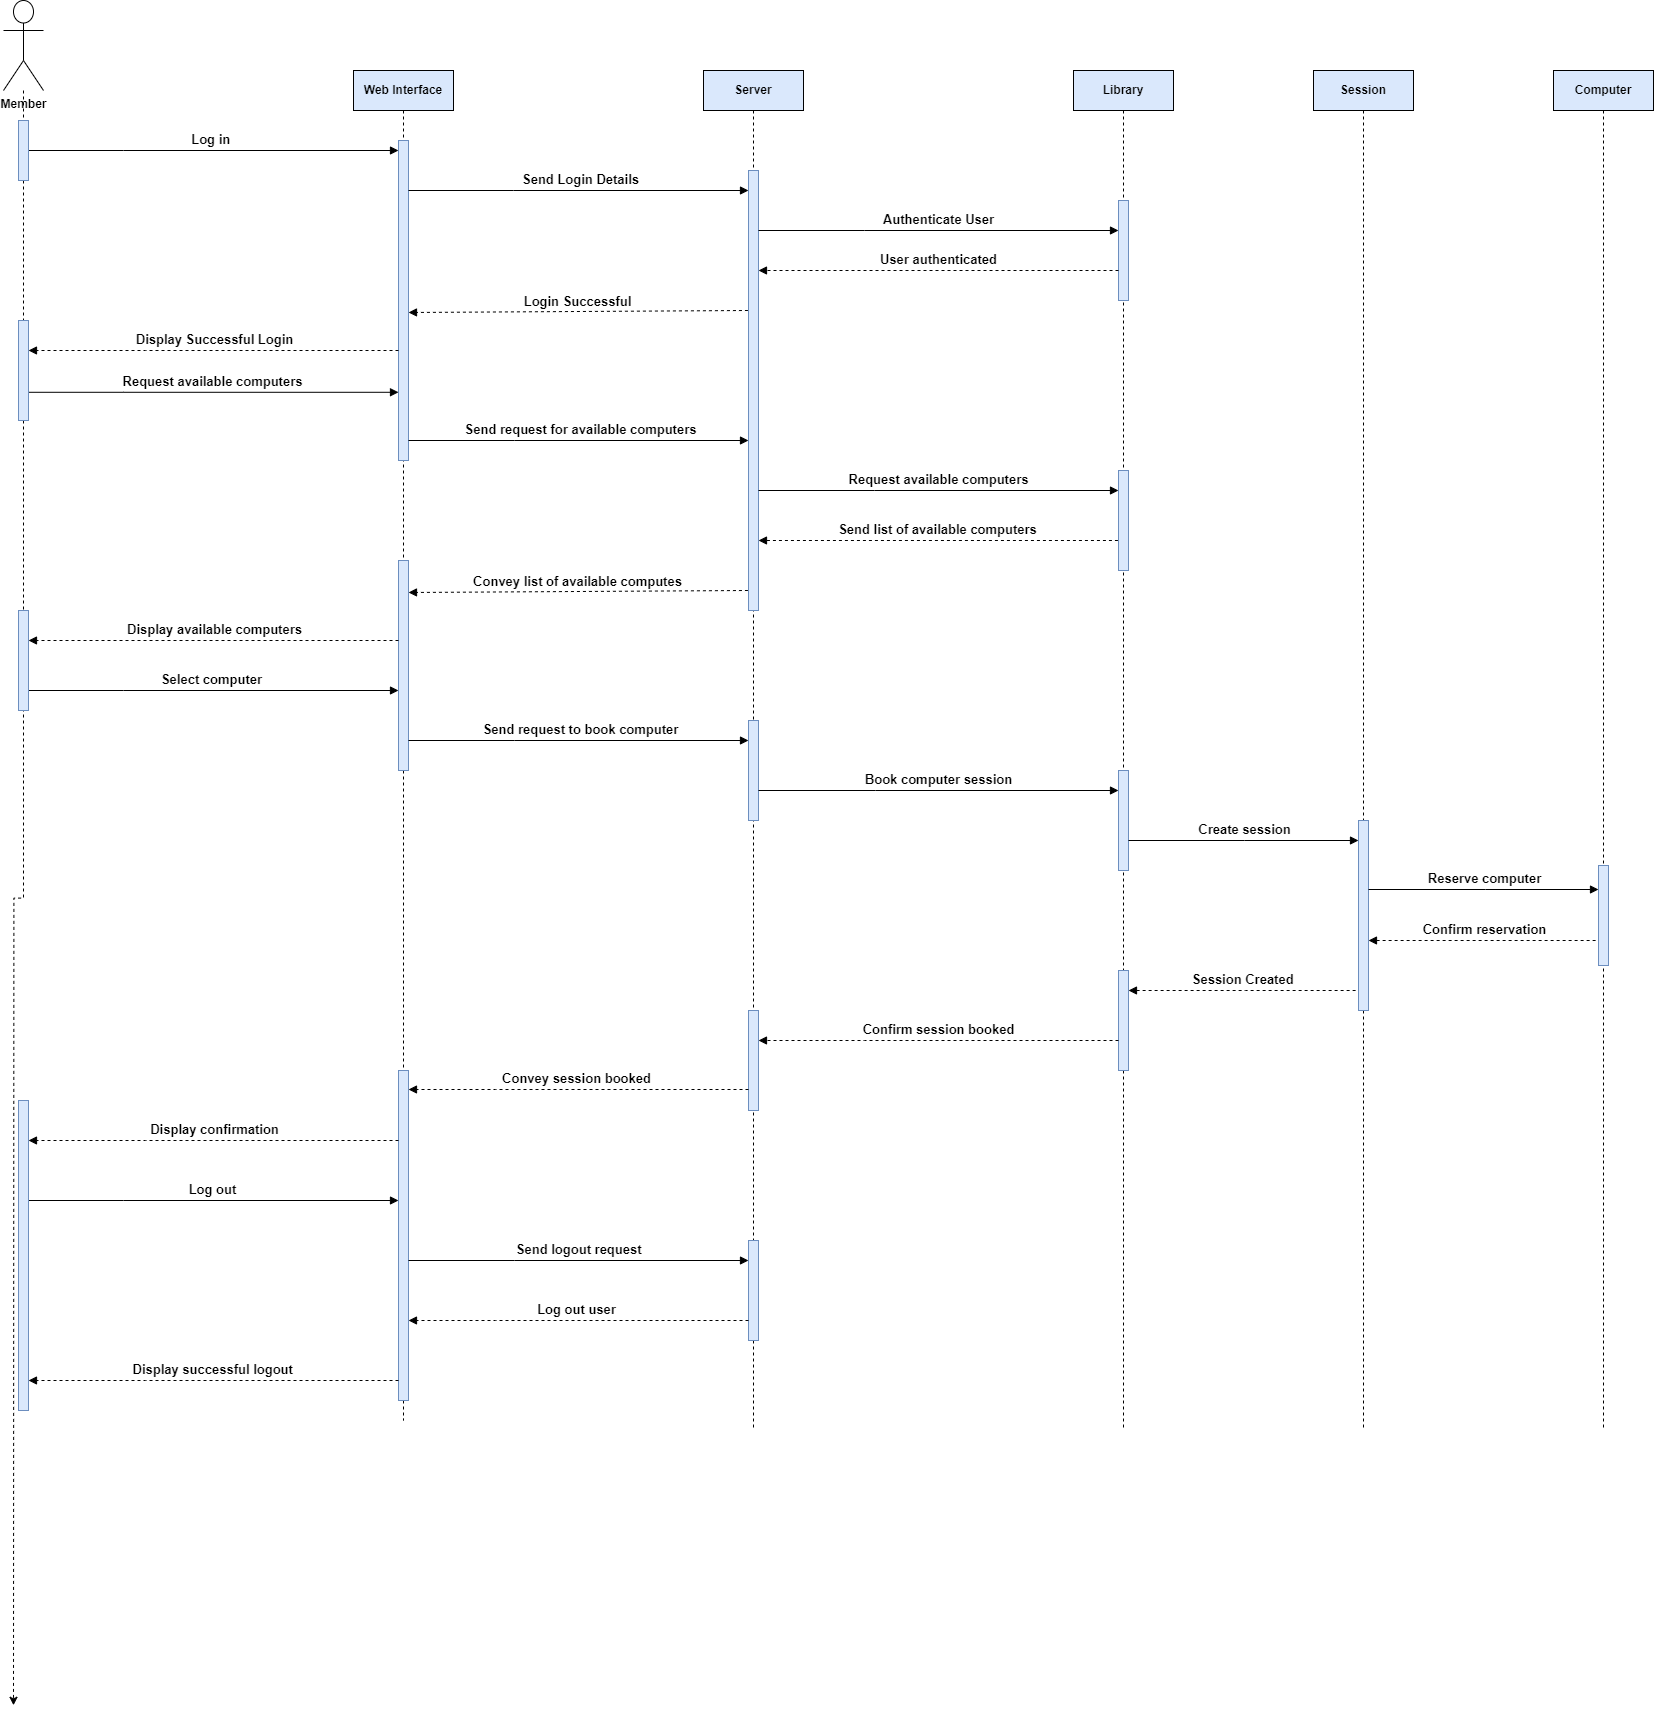 Member
Web Interface
Server
Library
Session
Computer
Log in
Send Login Details
Authenticate User
User authenticated
Login Successful
Display Successful Login
Request available computers
Send request for available computers
Request available computers
Send list of available computers
Convey list of available computes
Display available computers
Select computer
Send request to book computer
Book computer session
Create session
Reserve computer
Confirm reservation
Session Created
Confirm session booked
Convey session booked
Display confirmation
Log out
Send logout request
Log out user
Display successful logout